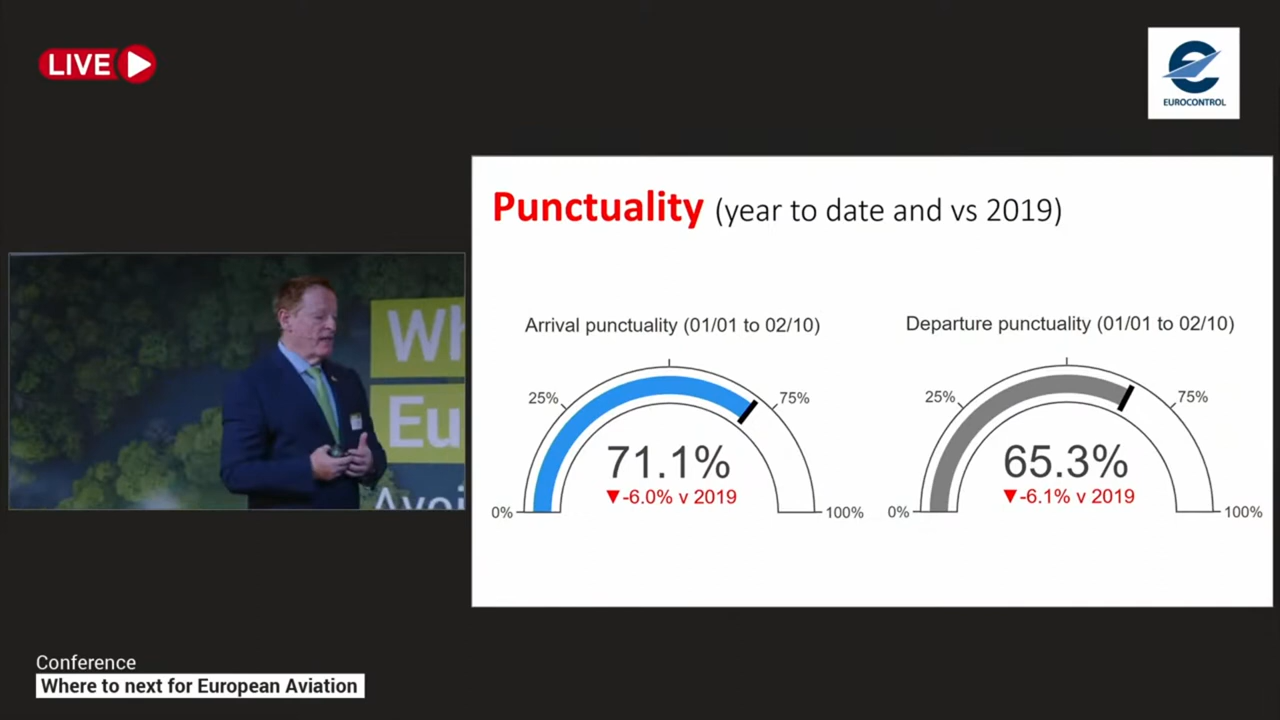 LIVE
EUROCONTROL
Punctuality (year to date and vs 2019)
Arrival punctuality (01/01 to 02/10)
25%
75%
71.1%
▼-6.0% v 2019
0%
100%
Departure punctuality (01/01 to 02/10)
25%
75%
65.3%
▼-6.1% v 2019
0%
100%
Wh
Eu
Avoi
Conference
Where to next for European Aviation